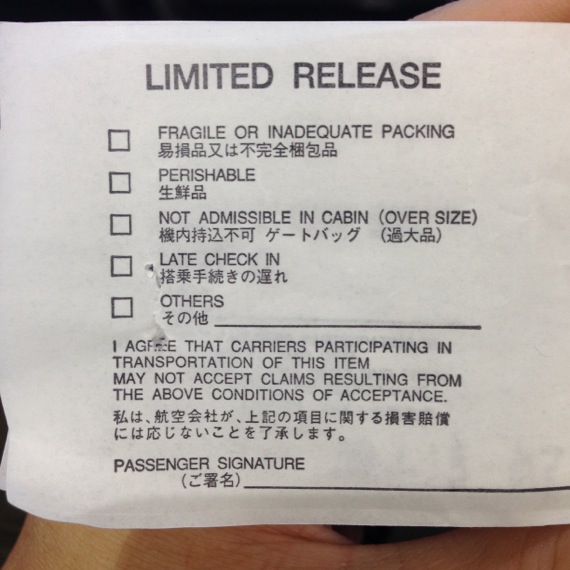 LIMITED RELEASE
FRAGILE OR INADEQUATE PACKING
易損品又は不完全梱包品
PERISHABLE
生鮮品
NOT ADMISSIBLE IN CABIN (OVER SIZE)
機内持込不可 ゲートバッグ (過大品)
LATE CHECK IN
搭乗手続きの遅れ
OTHERS
その他
I AGREE THAT CARRIERS PARTICIPATING IN
TRANSPORTATION OF THIS ITEM
MAY NOT ACCEPT CLAIMS RESULTING FROM
THE ABOVE CONDITIONS OF ACCEPTANCE.
私は、航空会社が、上記の項目に関する損害賠償
には応じないことを了承します。
PASSENGER SIGNATURE
(ご署名)